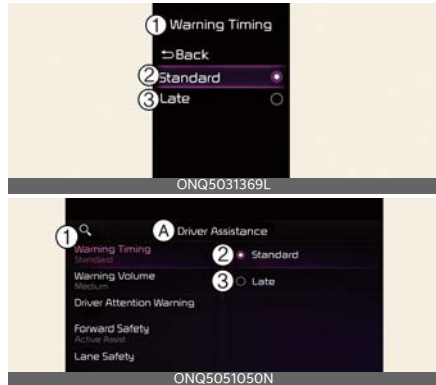 1 Warning Timing
Back
2 Standard
3 Late
ONQ5031369L
1 A Driver Assistance
Warning Timing
Standard
2 Standard
Warning Volume
Medium
3 Late
Driver Attention Warning
Forward Safety
Active Assist
Lane Safety
ONQ5051050N